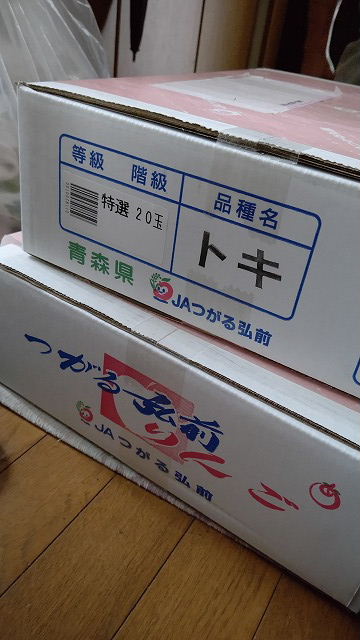 等級 階級 品種名
特選 20玉 トキ
青森県 JAつがる弘前
つがる弘前
りんご
JAつがる弘前